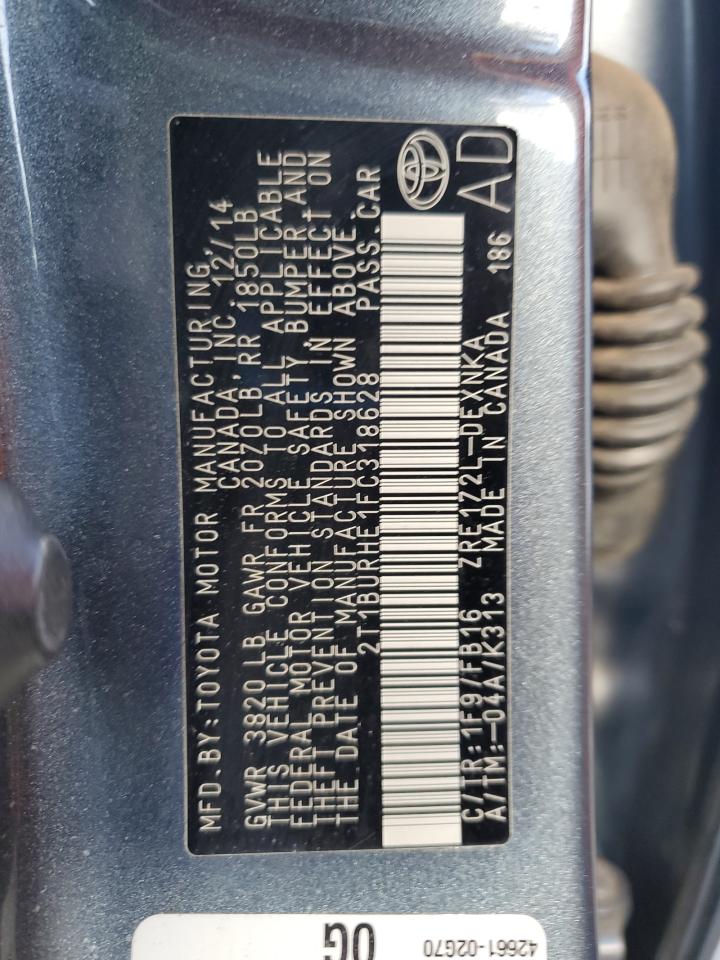 MFD.BY:TOYOTA MOTOR MANUFACTURING,
CANADA, INC. 12/14
GVWR 3820LB GAWR FR 2070LB RR 1850LB
THIS VEHICLE CONFORMS TO ALL APPLICABLE
FEDERAL MOTOR VEHICLE SAFETY, BUMPER, AND
THEFT PREVENTION STANDARDS IN EFFECT ON
THE DATE OF MANUFACTURE SHOWN ABOVE.
2T1BURHE1FC318628 PASS.CAR
C/TR:1F9/FB16 ZRE172L-DEXNKA
A/TM:-04A/K313 MADE IN CANADA 186
AD
0G
42661-02G70